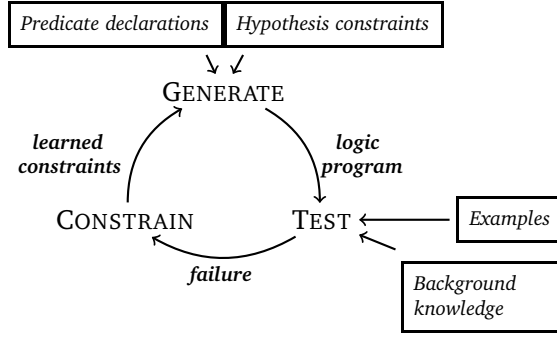 Predicate declarations
Hypothesis constraints
GENERATE
learned
constraints
logic
program
CONSTRAIN
TEST
Examples
failure
Background
knowledge